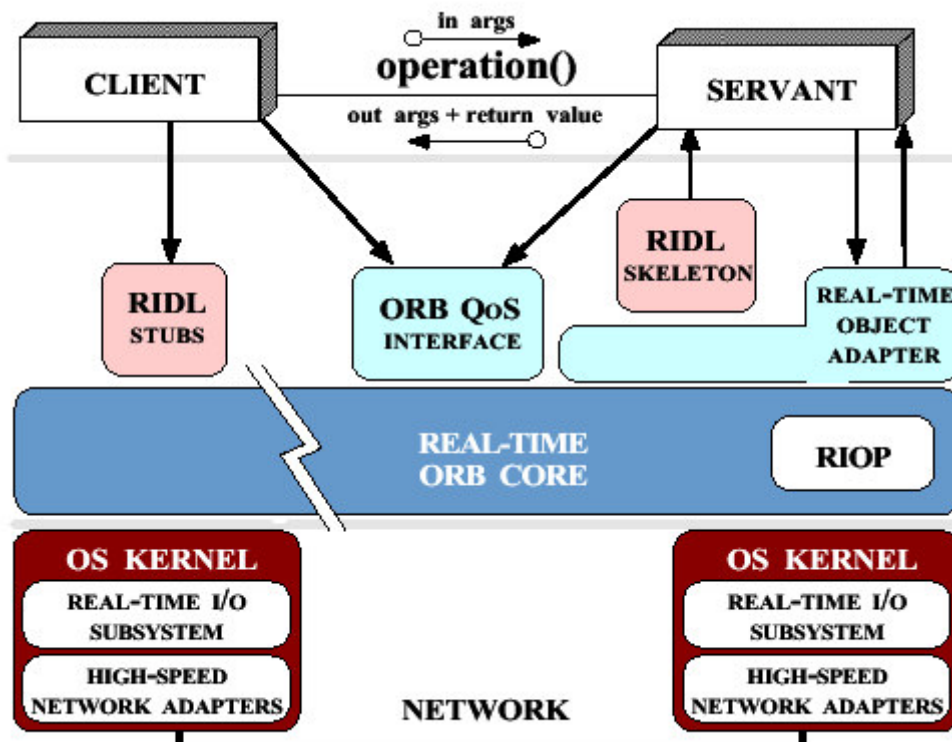 in args
operation()
out args + return value
CLIENT
SERVANT
RIDL
STUBS
ORB QoS
INTERFACE
RIDL
SKELETON
REAL-TIME
OBJECT
ADAPTER
REAL-TIME
ORB CORE
RIOP
OS KERNEL
REAL-TIME I/O
SUBSYSTEM
HIGH-SPEED
NETWORK ADAPTERS
NETWORK
OS KERNEL
REAL-TIME I/O
SUBSYSTEM
HIGH-SPEED
NETWORK ADAPTERS